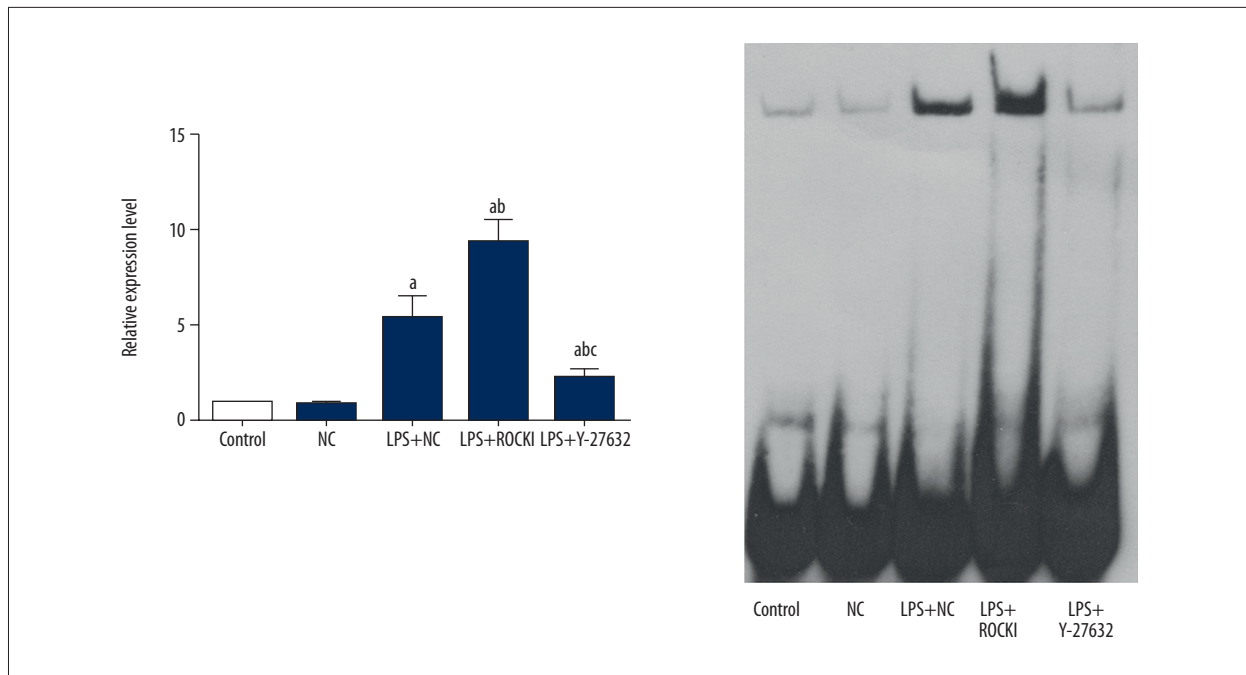 Relative expression level
15
10
5
0
a
ab
abc
Control NC LPS+NC LPS+ROCKI LPS+Y-27632
Control NC LPS+NC LPS+ LPS+
ROCKI Y-27632